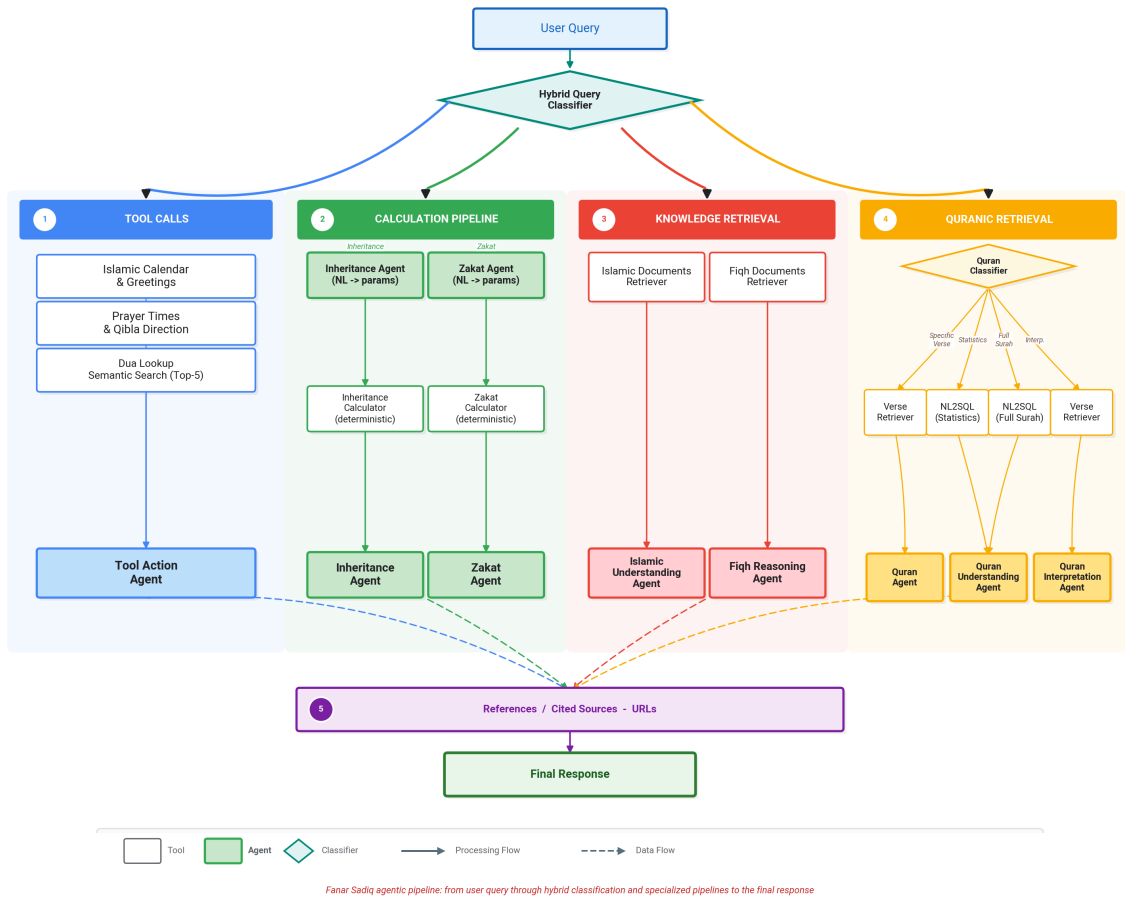 User Query
Hybrid Query
Classifier
1
TOOL CALLS
2
CALCULATION PIPELINE
3
KNOWLEDGE RETRIEVAL
4
QURANIC RETRIEVAL
Islamic Calendar
& Greetings
Prayer Times
& Qibla Direction
Dua Lookup
Semantic Search (Top-5)
Tool Action
Agent
Inheritance
Zakat
Inheritance Agent
(NL -> params)
Zakat Agent
(NL -> params)
Inheritance
Calculator
(deterministic)
Zakat
Calculator
(deterministic)
Inheritance
Agent
Zakat
Agent
Islamic Documents
Retriever
Fiqh Documents
Retriever
Islamic
Understanding
Agent
Fiqh Reasoning
Agent
Quran
Classifier
Specific
Verse
Statistics
Full
Surah
Interp.
Verse
Retriever
NL2SQL
(Statistics)
NL2SQL
(Full Surah)
Verse
Retriever
Quran
Agent
Quran
Understanding
Agent
Quran
Interpretation
Agent
5
References / Cited Sources - URLs
Final Response
Tool
Agent
Classifier
Processing Flow
Data Flow
Fanar Sadiq agentic pipeline: from user query through hybrid classification and specialized pipelines to the final response